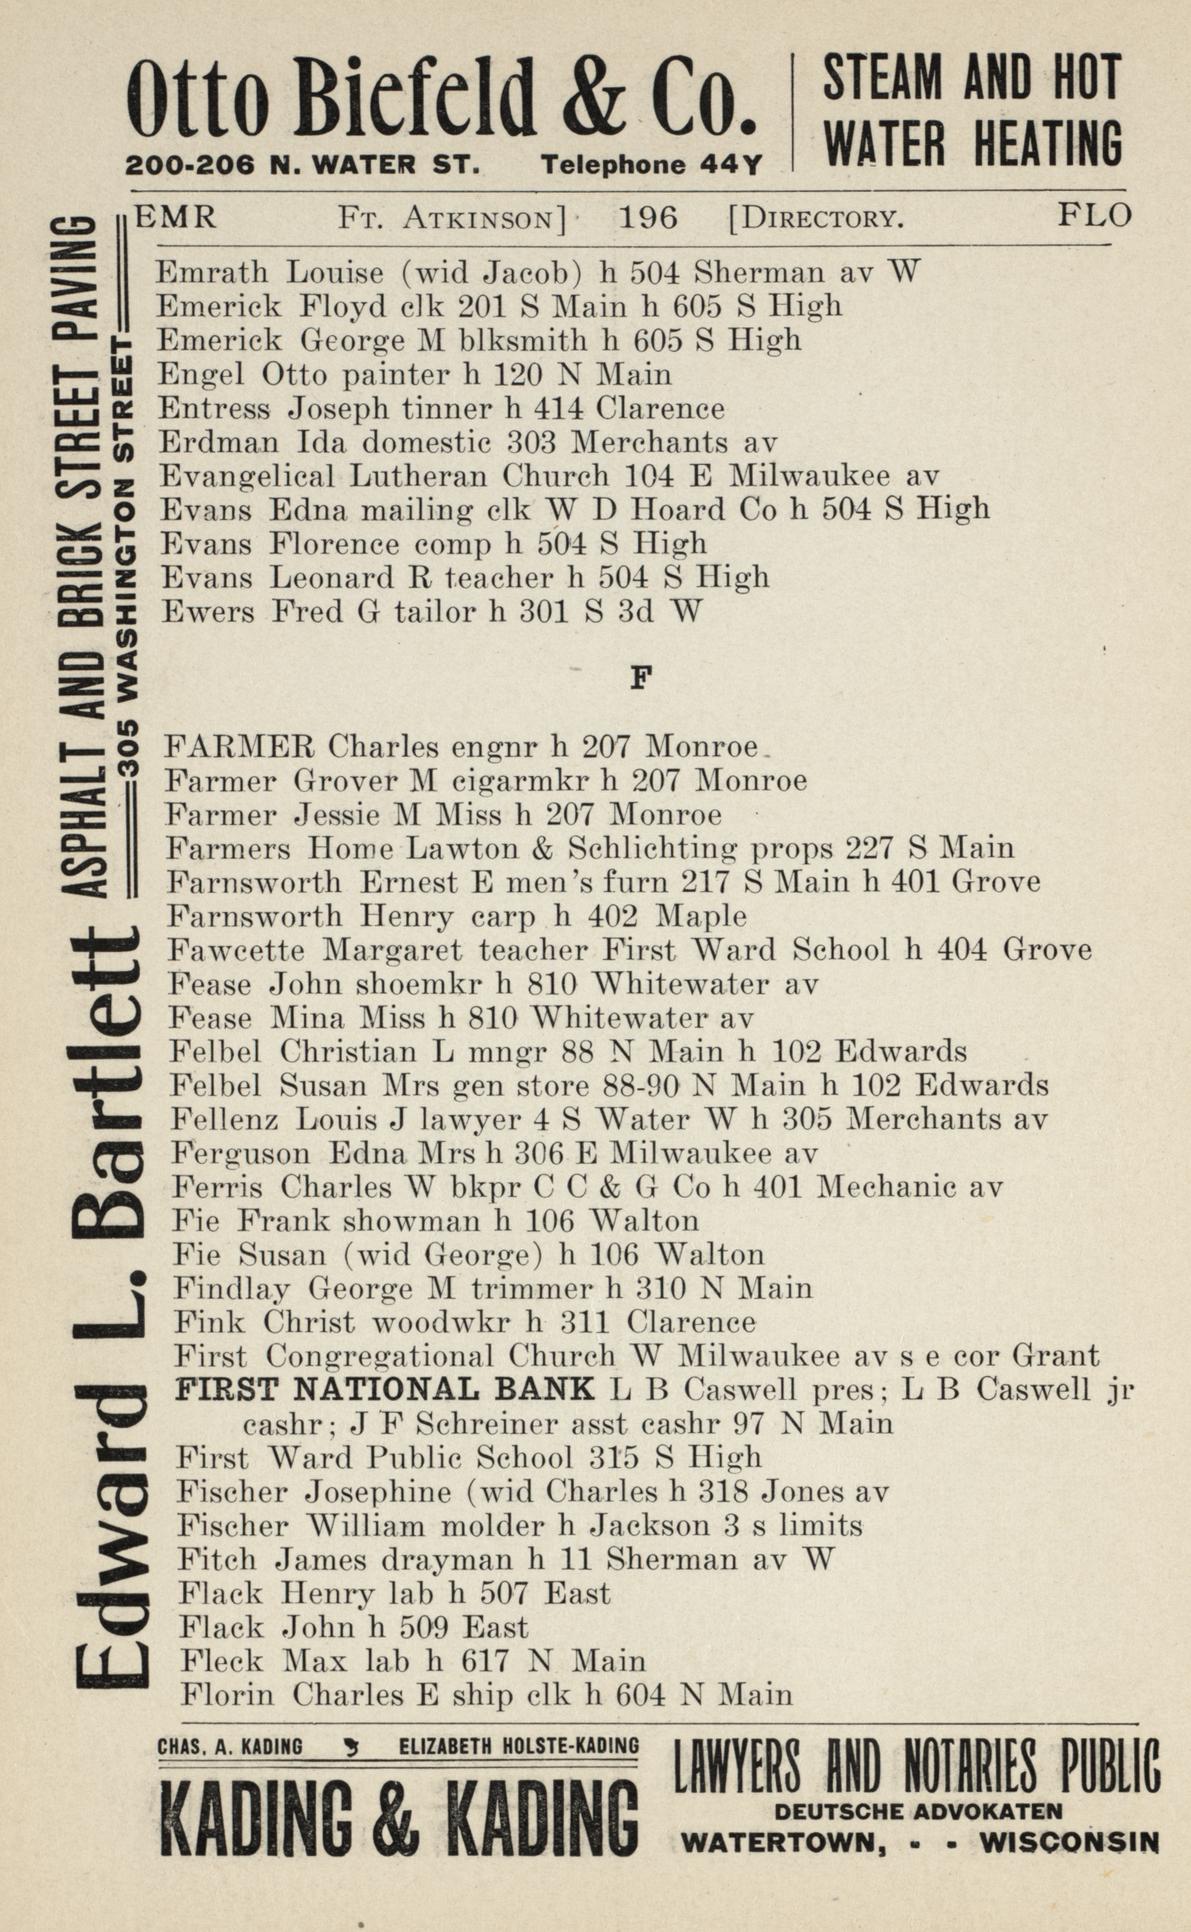 Otto Biefeld & Co.
200-206 N. WATER ST. Telephone 44Y
STEAM AND HOT
WATER HEATING
EMR FT. ATKINSON] 196 [DIRECTORY. FLO
Emrath Louise (wid Jacob) h 504 Sherman av W
Emerick Floyd clk 201 S Main h 605 S High
Emerick George M blksmith h 605 S High
Engel Otto painter h 120 N Main
Entress Joseph tinner h 414 Clarence
Erdman Ida domestic 303 Merchants av
Evangelical Lutheran Church 104 E Milwaukee av
Evans Edna mailing clk W D Hoard Co h 504 S High
Evans Florence comp h 504 S High
Evans Leonard R teacher h 504 S High
Ewers Fred G tailor h 301 S 3d W
F
FARMER Charles engnr h 207 Monroe
Farmer Grover M cigarmkr h 207 Monroe
Farmer Jessie M Miss h 207 Monroe
Farmers Home Lawton & Schlichting props 227 S Main
Farnsworth Ernest E men's furn 217 S Main h 401 Grove
Farnsworth Henry carp h 402 Maple
Fawcette Margaret teacher First Ward School h 404 Grove
Fease John shoemkr h 810 Whitewater av
Fease Mina Miss h 810 Whitewater av
Felbel Christian L mngr 88 N Main h 102 Edwards
Felbel Susan Mrs gen store 88-90 N Main h 102 Edwards
Fellenz Louis J lawyer 4 S Water W h 305 Merchants av
Ferguson Edna Mrs h 306 E Milwaukee av
Ferris Charles W bkpr C C & G Co h 401 Mechanic av
Fie Frank showman h 106 Walton
Fie Susan (wid George) h 106 Walton
Findlay George M trimmer h 310 N Main
Fink Christ woodwkr h 311 Clarence
First Congregational Church W Milwaukee av s e cor Grant
FIRST NATIONAL BANK L B Caswell pres; L B Caswell jr
cashr; J F Schreiner asst cashr 97 N Main
First Ward Public School 315 S High
Fischer Josephine (wid Charles h 318 Jones av
Fischer William molder h Jackson 3 s limits
Fitch James drayman h 11 Sherman av W
Flack Henry lab h 507 East
Flack John h 509 East
Fleck Max lab h 617 N Main
Florin Charles E ship clk h 604 N Main
Edward L. Bartlett
ASPHALT AND BRICK STREET PAVING
305 WASHINGTON STREET
CHAS. A. KADING ELIZABETH HOLSTE-KADING
KADING & KADING
LAWYERS AND NOTARIES PUBLIC
DEUTSCHE ADVOKATEN
WATERTOWN, - - WISCONSIN